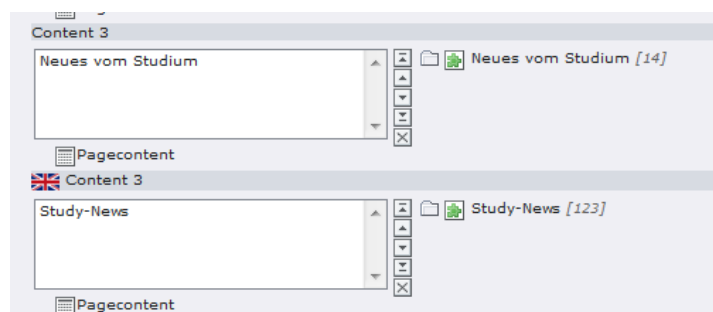 Content 3
Neues vom Studium
Neues vom Studium [14]
Pagecontent
Content 3
Study-News
Study-News [123]
Pagecontent